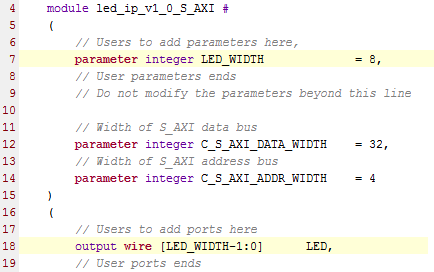 4 module led_ip_v1_0_S_AXI #
5 (
6 // Users to add parameters here,
7 parameter integer LED_WIDTH = 8,
8 // User parameters ends
9 // Do not modify the parameters beyond this line
10
11 // Width of S_AXI data bus
12 parameter integer C_S_AXI_DATA_WIDTH = 32,
13 // Width of S_AXI address bus
14 parameter integer C_S_AXI_ADDR_WIDTH = 4
15 )
16 (
17 // Users to add ports here
18 output wire [LED_WIDTH-1:0] LED,
19 // User ports ends